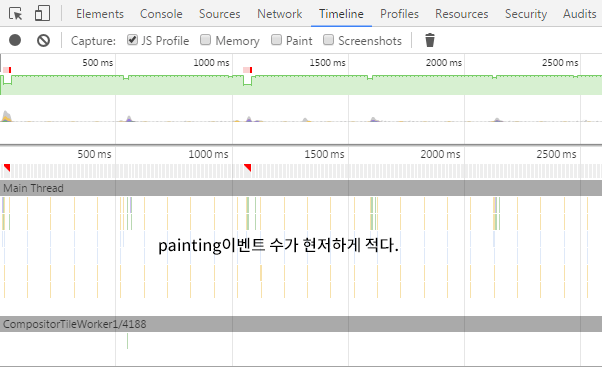 Elements Console Sources Network Timeline Profiles Resources Security Audits
Capture: JS Profile Memory Paint Screenshots
500 ms 1000 ms 1500 ms 2000 ms 2500 ms
500 ms 1000 ms 1500 ms 2000 ms 2500 ms
Main Thread
painting이벤트 수가 현저하게 적다.
CompositorTileWorker1/4188